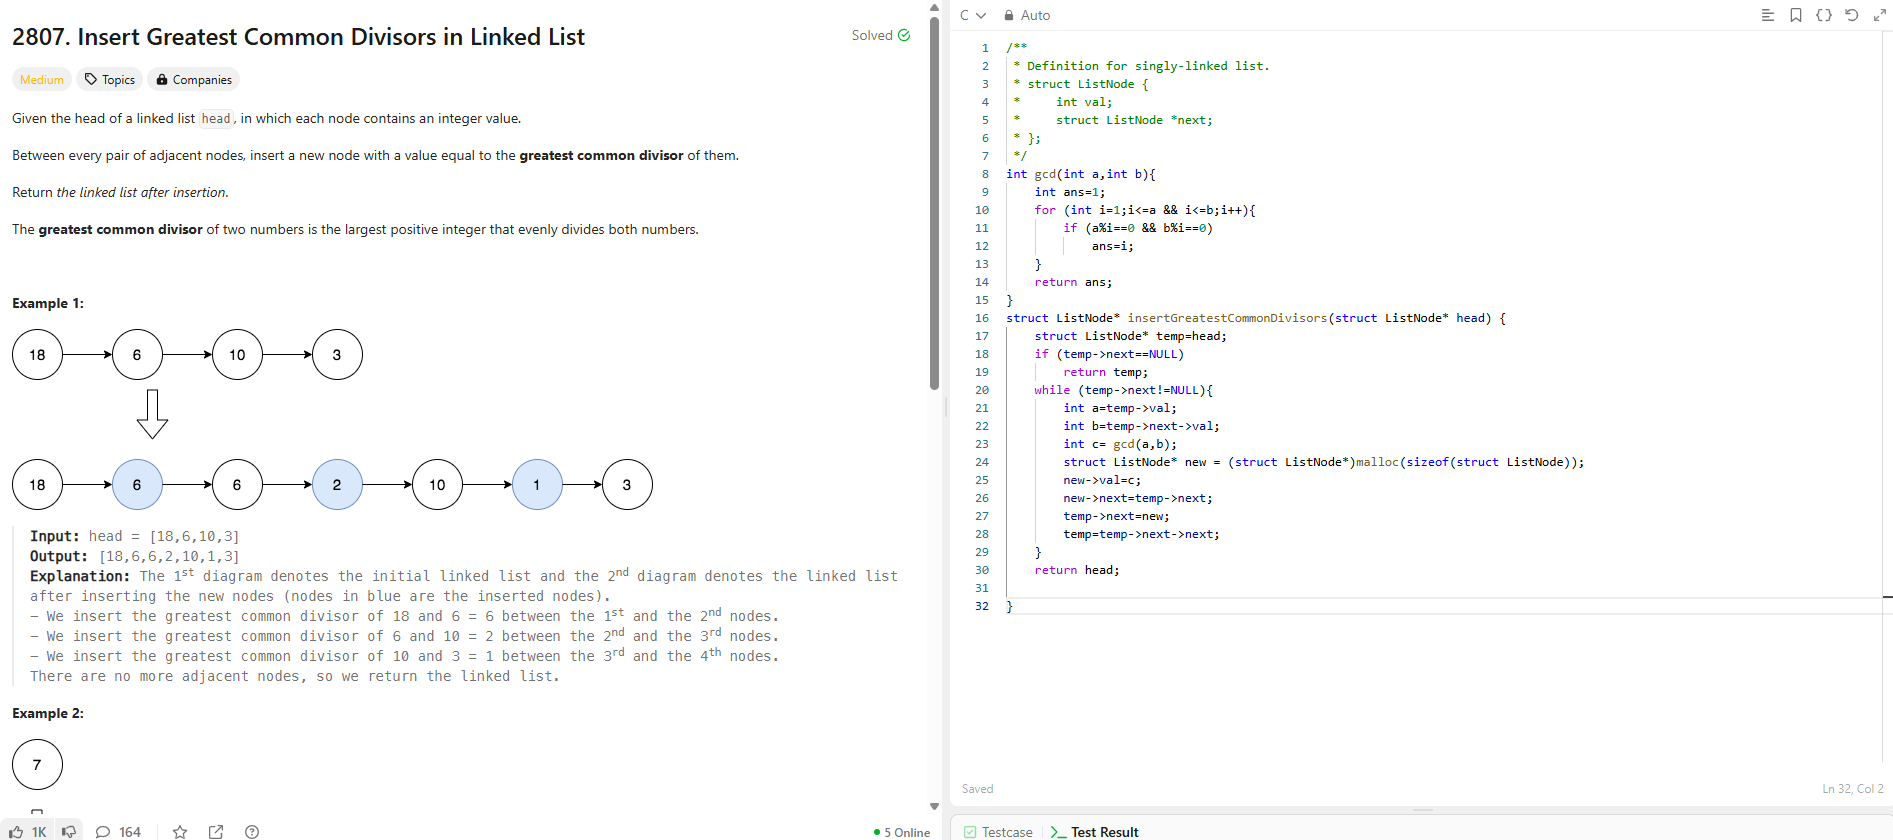 2807. Insert Greatest Common Divisors in Linked List
Solved
Medium
Topics
Companies
Given the head of a linked list head, in which each node contains an integer value.
Between every pair of adjacent nodes, insert a new node with a value equal to the greatest common divisor of them.
Return the linked list after insertion.
The greatest common divisor of two numbers is the largest positive integer that evenly divides both numbers.
Example 1:
18 6 10 3
18 6 6 2 10 1 3
Input: head = [18,6,10,3]
Output: [18,6,6,2,10,1,3]
Explanation: The 1st diagram denotes the initial linked list and the 2nd diagram denotes the linked list
after inserting the new nodes (nodes in blue are the inserted nodes).
– We insert the greatest common divisor of 18 and 6 = 6 between the 1st and the 2nd nodes.
– We insert the greatest common divisor of 6 and 10 = 2 between the 2nd and the 3rd nodes.
– We insert the greatest common divisor of 10 and 3 = 1 between the 3rd and the 4th nodes.
There are no more adjacent nodes, so we return the linked list.
Example 2:
7
1K
164
5 Online
C
Auto
1 /**
2  * Definition for singly-linked list.
3  * struct ListNode {
4  *     int val;
5  *     struct ListNode *next;
6  * };
7  */
8 int gcd(int a,int b){
9     int ans=1;
10     for (int i=1;i<=a && i<=b;i++){
11         if (a%i==0 && b%i==0)
12             ans=i;
13     }
14     return ans;
15 }
16 struct ListNode* insertGreatestCommonDivisors(struct ListNode* head) {
17     struct ListNode* temp=head;
18     if (temp->next==NULL)
19         return temp;
20     while (temp->next!=NULL){
21         int a=temp->val;
22         int b=temp->next->val;
23         int c= gcd(a,b);
24         struct ListNode* new = (struct ListNode*)malloc(sizeof(struct ListNode));
25         new->val=c;
26         new->next=temp->next;
27         temp->next=new;
28         temp=temp->next->next;
29     }
30     return head;
31
32 }
Saved
Ln 32, Col 2
Testcase
Test Result